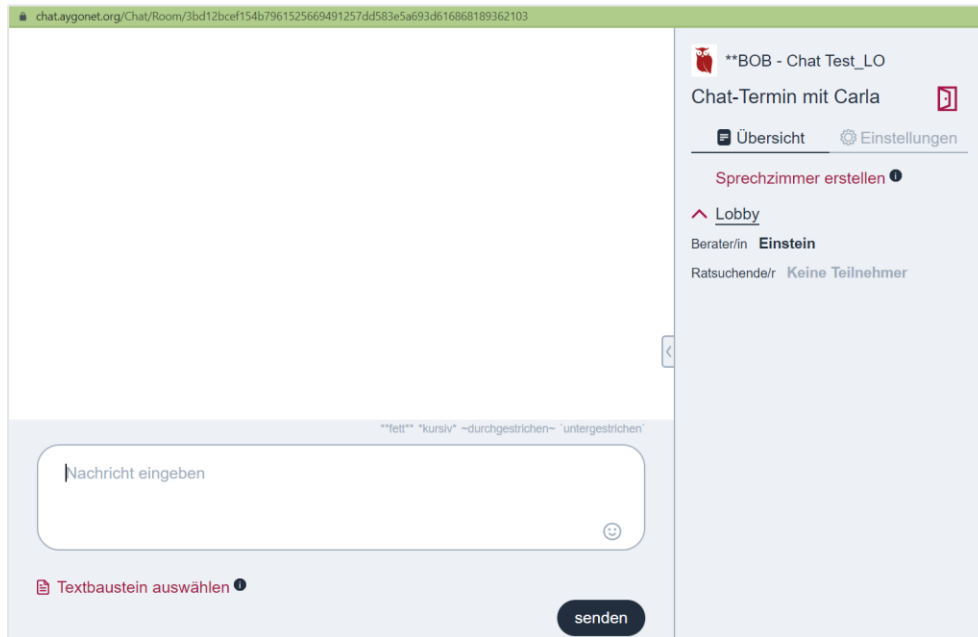 chat.aygonet.org/Chat/Room/3bd12bcef154b7961525669491257dd583e5a693d616868189362103
**BOB - Chat Test_LO
Chat-Termin mit Carla
Übersicht
Einstellungen
Sprechzimmer erstellen
Lobby
Berater/in Einstein
Ratsuchende/r Keine Teilnehmer
**fett** *kursiv* ~durchgestrichen~ `untergestrichen`
Nachricht eingeben
Textbaustein auswählen
senden